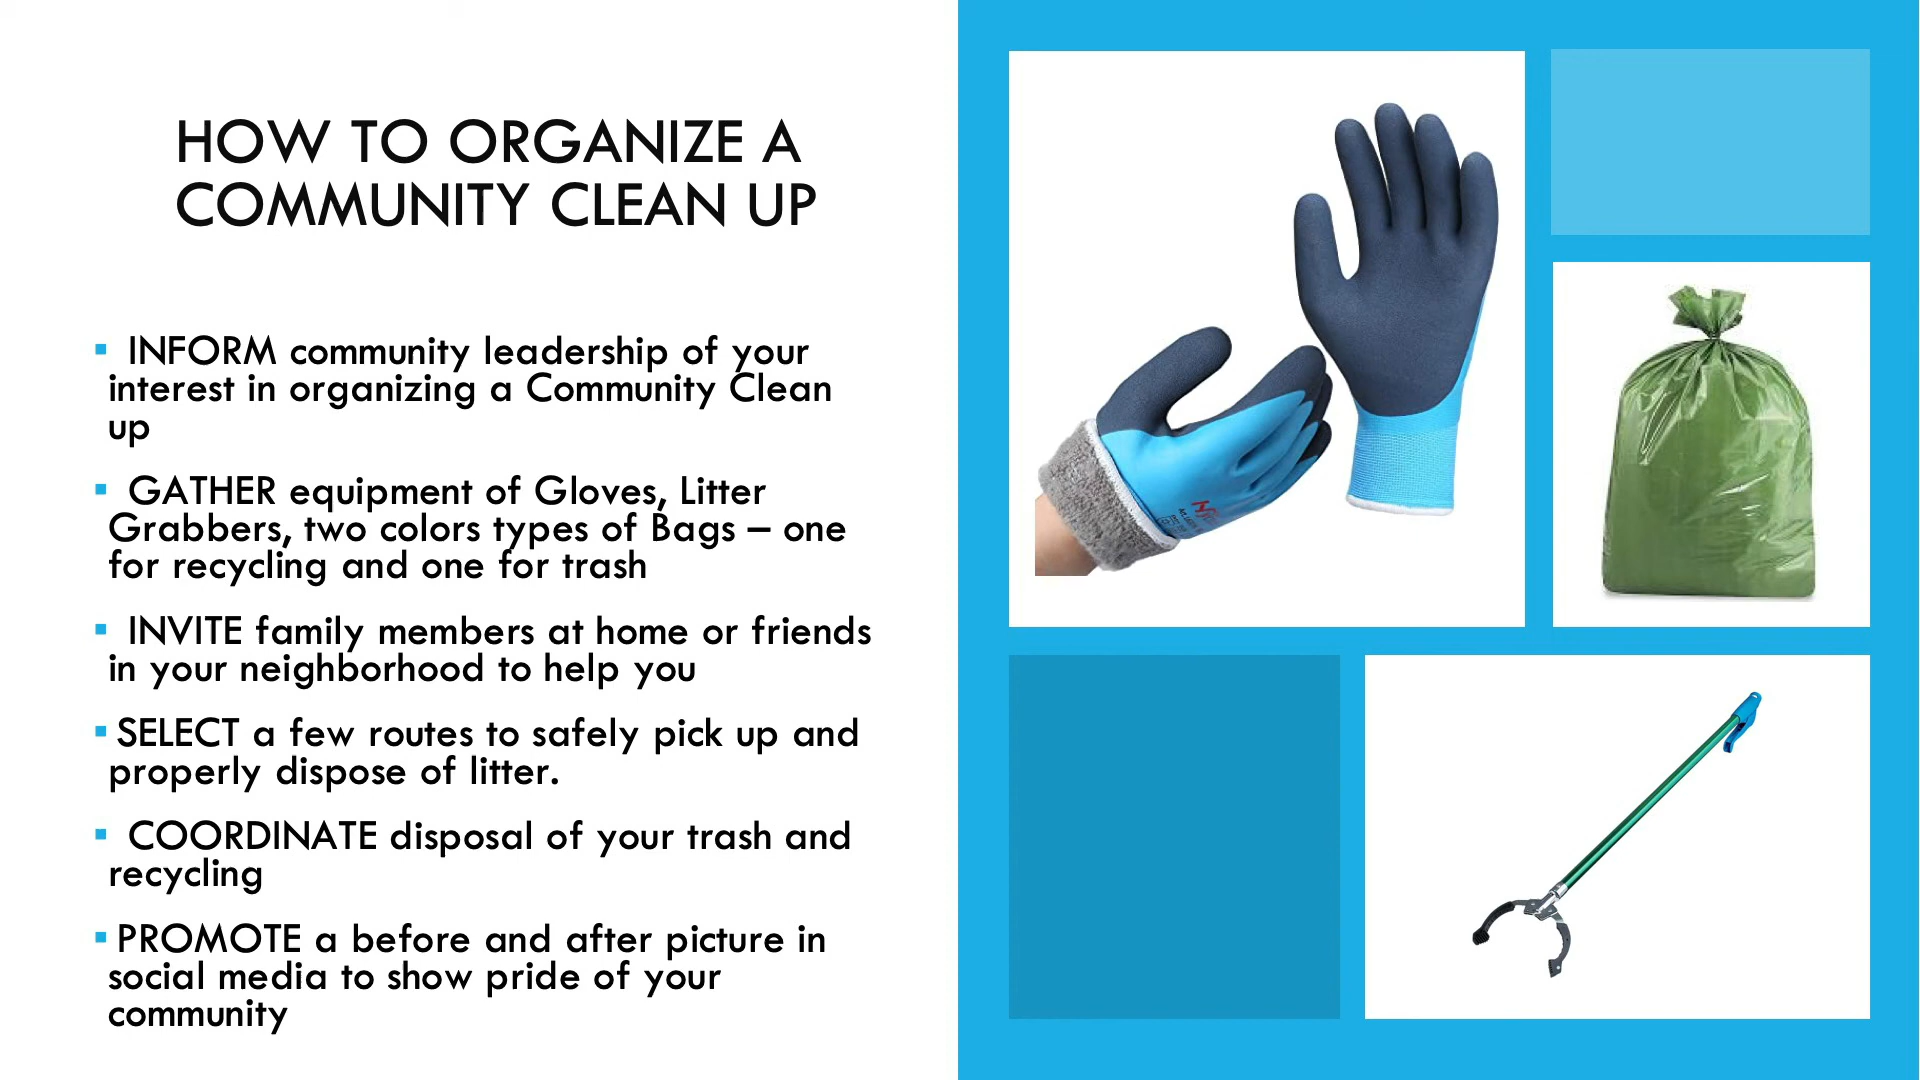 HOW TO ORGANIZE A
COMMUNITY CLEAN UP
▪ INFORM community leadership of your
interest in organizing a Community Clean
up
▪ GATHER equipment of Gloves, Litter
Grabbers, two colors types of Bags – one
for recycling and one for trash
▪ INVITE family members at home or friends
in your neighborhood to help you
▪ SELECT a few routes to safely pick up and
properly dispose of litter.
▪ COORDINATE disposal of your trash and
recycling
▪ PROMOTE a before and after picture in
social media to show pride of your
community